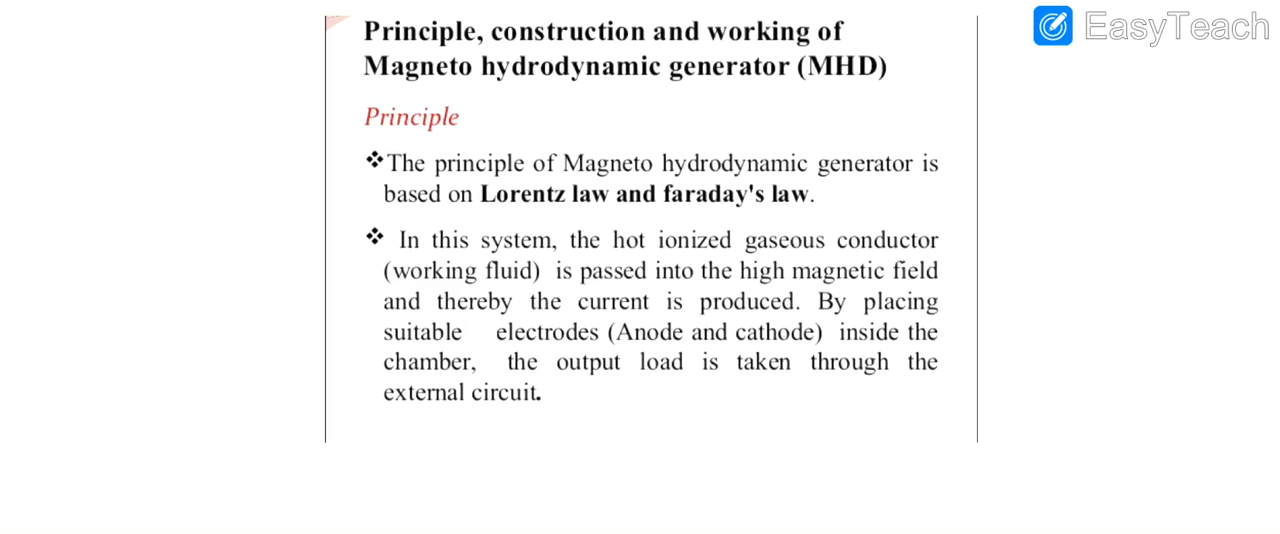 Principle, construction and working of
Magneto hydrodynamic generator (MHD)
EasyTeach
Principle
❖The principle of Magneto hydrodynamic generator is
based on Lorentz law and faraday's law.
❖ In this system, the hot ionized gaseous conductor
(working fluid) is passed into the high magnetic field
and thereby the current is produced. By placing
suitable electrodes (Anode and cathode) inside the
chamber, the output load is taken through the
external circuit.